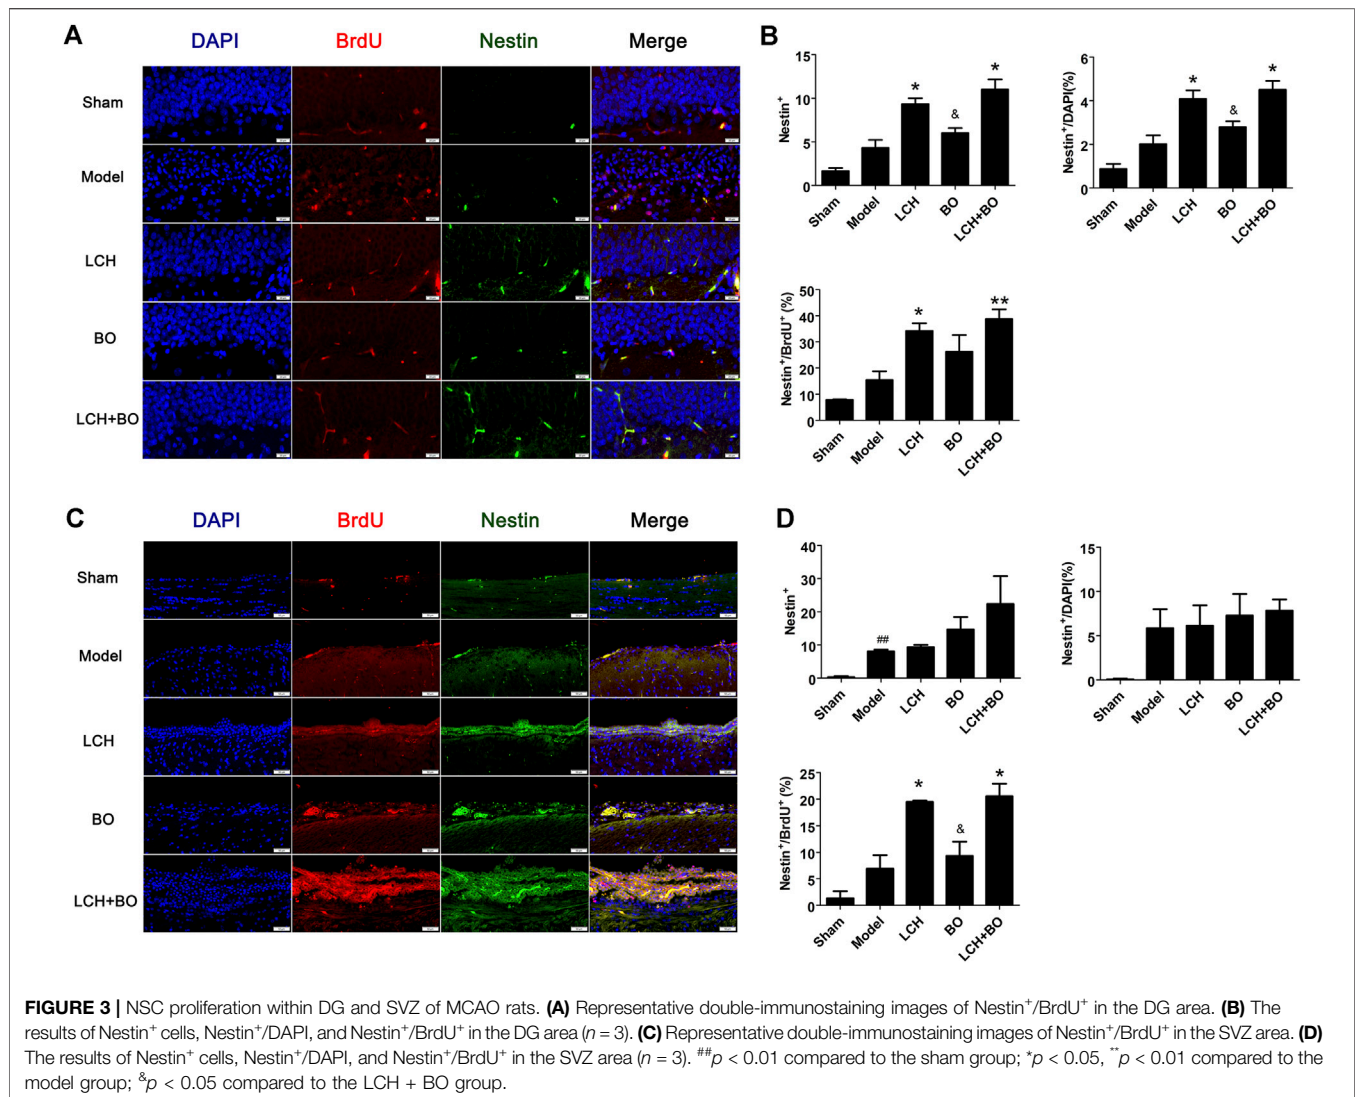 A
DAPI
BrdU
Nestin
Merge
Sham
Model
LCH
BO
LCH+BO
B
Nestin⁺
15
10
5
0
*
&
*
Sham
Model
LCH
BO
LCH+BO
Nestin⁺/DAPI(%)
6
4
2
0
*
&
*
Sham
Model
LCH
BO
LCH+BO
Nestin⁺/BrdU⁺ (%)
50
40
30
20
10
0
*
**
Sham
Model
LCH
BO
LCH+BO
C
DAPI
BrdU
Nestin
Merge
Sham
Model
LCH
BO
LCH+BO
D
Nestin⁺
40
30
20
10
0
##
Sham
Model
LCH
BO
LCH+BO
Nestin⁺/DAPI(%)
15
10
5
0
Sham
Model
LCH
BO
LCH+BO
Nestin⁺/BrdU⁺ (%)
25
20
15
10
5
0
*
&
*
Sham
Model
LCH
BO
LCH+BO
FIGURE 3 | NSC proliferation within DG and SVZ of MCAO rats. (A) Representative double-immunostaining images of Nestin⁺/BrdU⁺ in the DG area. (B) The
results of Nestin⁺ cells, Nestin⁺/DAPI, and Nestin⁺/BrdU⁺ in the DG area (n = 3). (C) Representative double-immunostaining images of Nestin⁺/BrdU⁺ in the SVZ area. (D)
The results of Nestin⁺ cells, Nestin⁺/DAPI, and Nestin⁺/BrdU⁺ in the SVZ area (n = 3). ##p < 0.01 compared to the sham group; *p < 0.05, **p < 0.01 compared to the
model group; &p < 0.05 compared to the LCH + BO group.